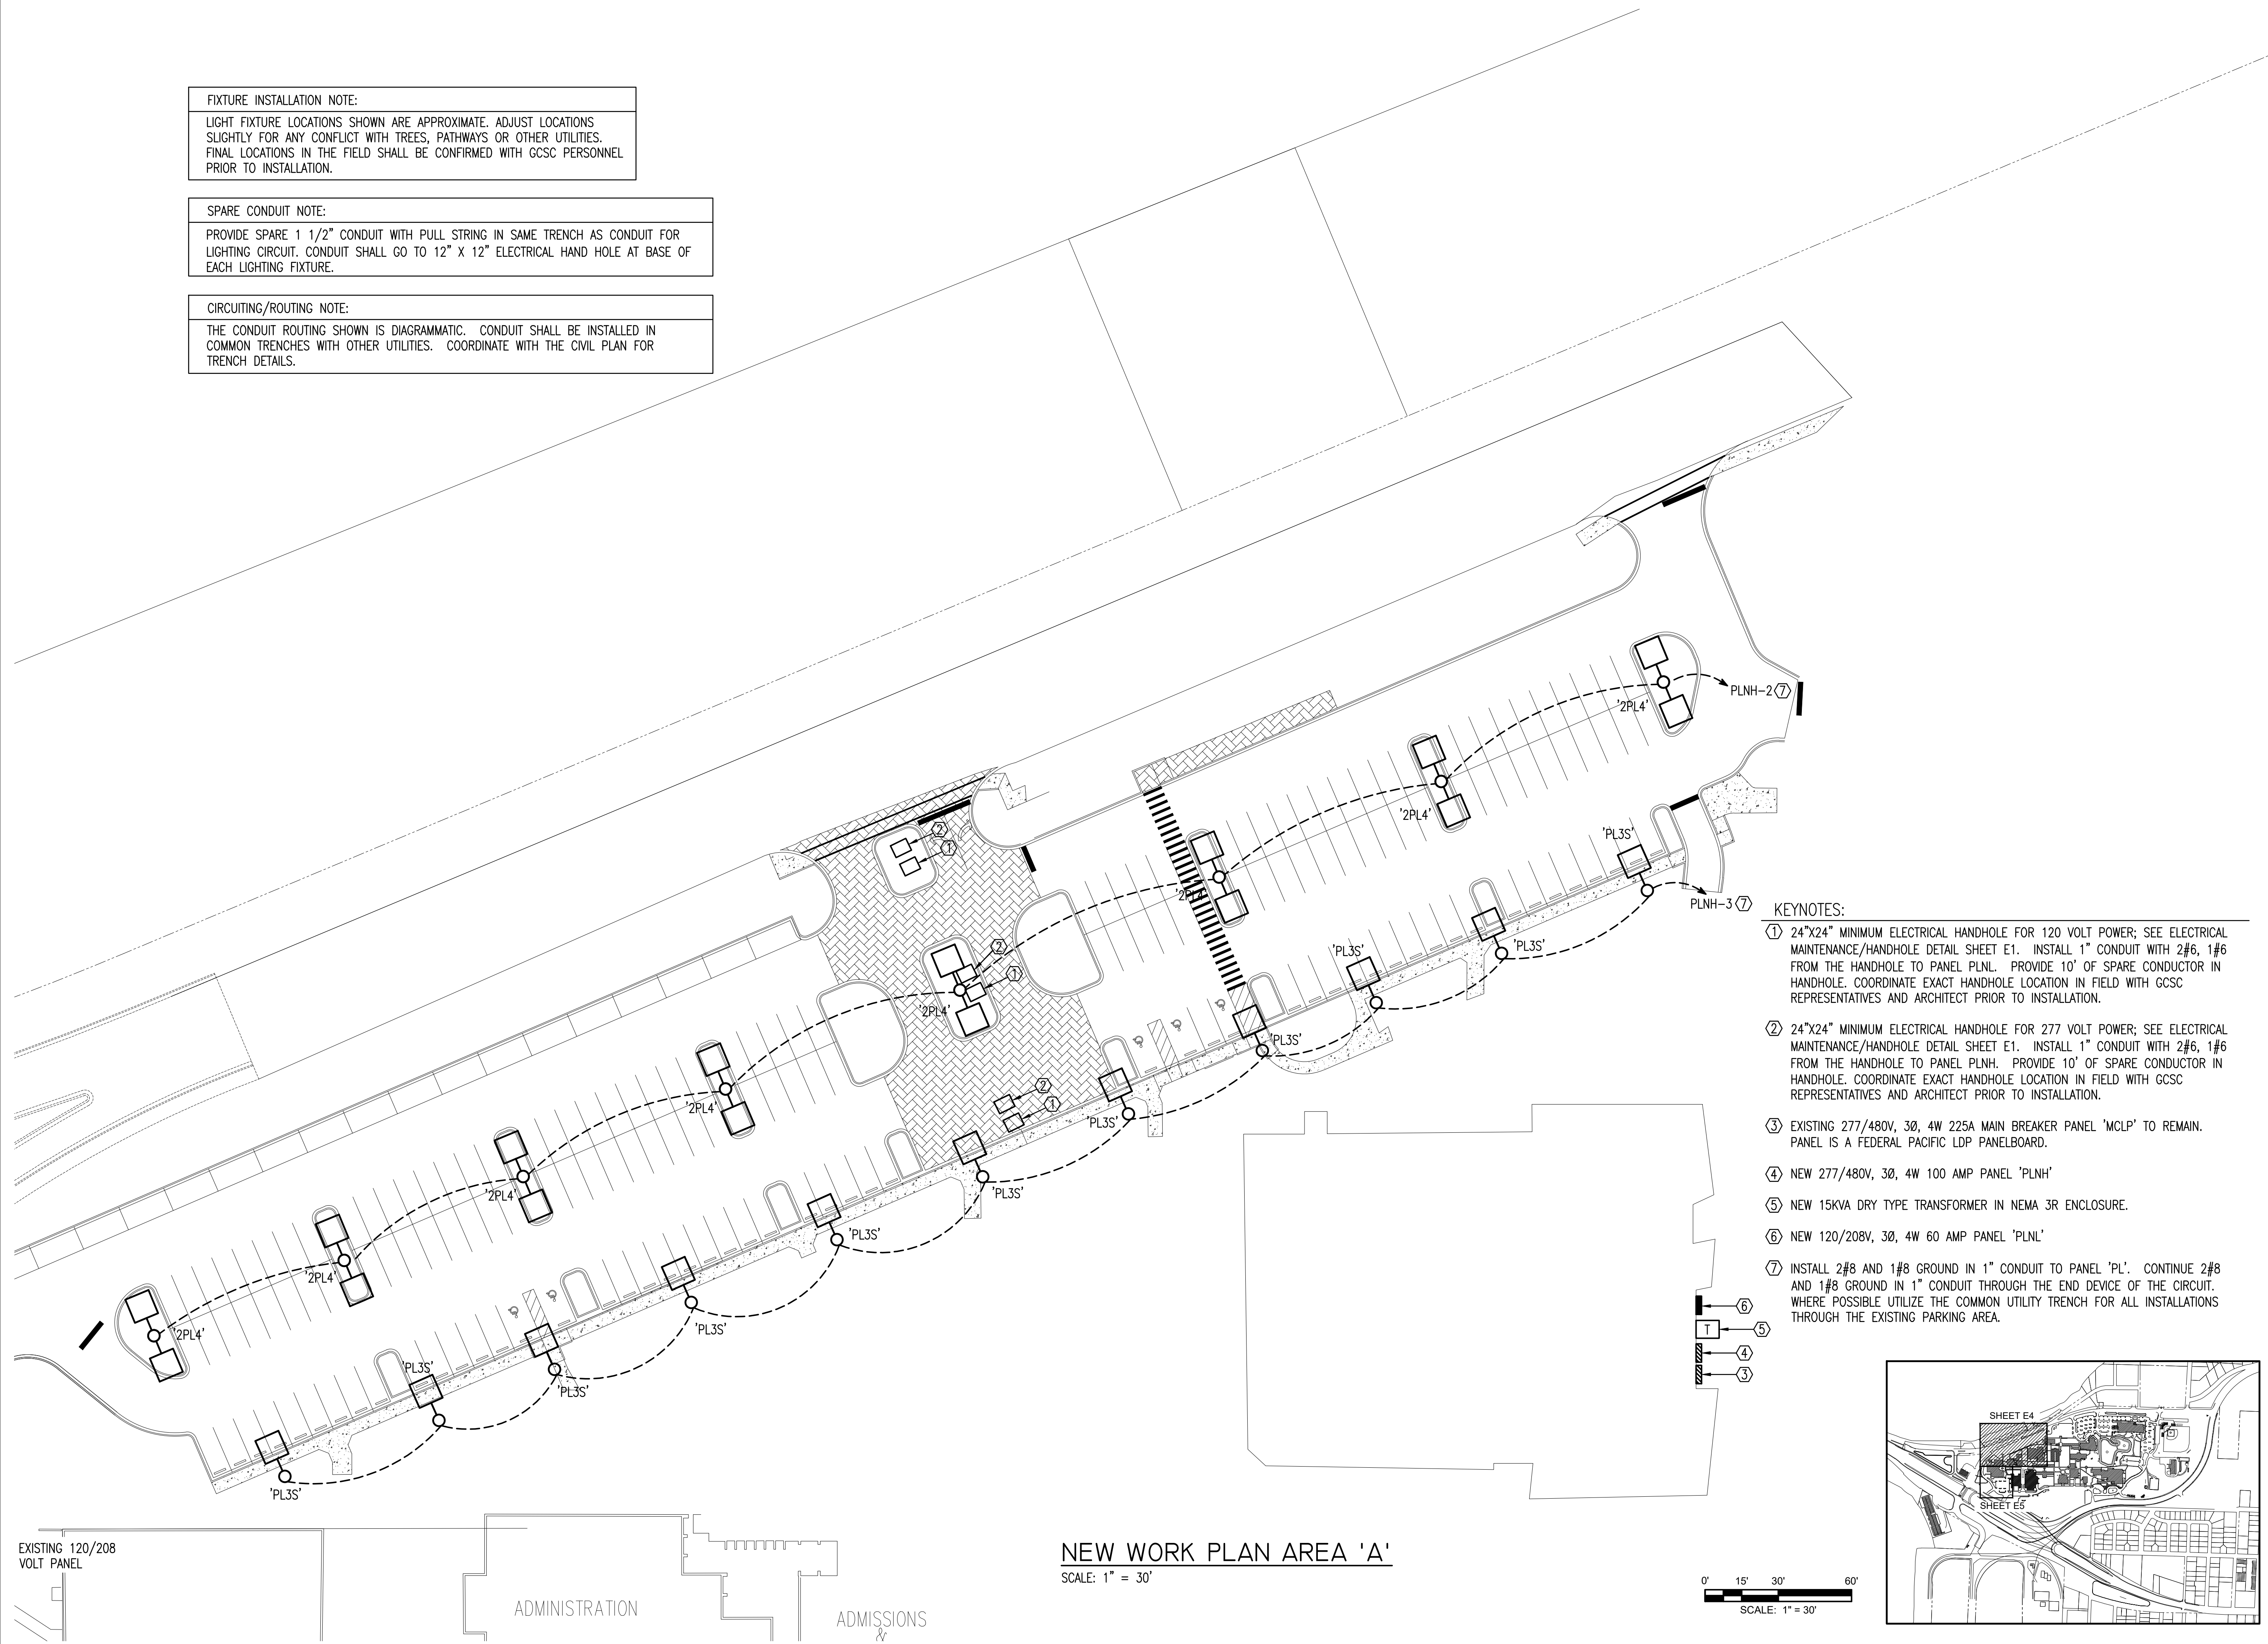 FIXTURE INSTALLATION NOTE:
LIGHT FIXTURE LOCATIONS SHOWN ARE APPROXIMATE. ADJUST LOCATIONS
SLIGHTLY FOR ANY CONFLICT WITH TREES, PATHWAYS OR OTHER UTILITIES.
FINAL LOCATIONS IN THE FIELD SHALL BE CONFIRMED WITH GCSC PERSONNEL
PRIOR TO INSTALLATION.
SPARE CONDUIT NOTE:
PROVIDE SPARE 1 1/2" CONDUIT WITH PULL STRING IN SAME TRENCH AS CONDUIT FOR
LIGHTING CIRCUIT. CONDUIT SHALL GO TO 12" X 12" ELECTRICAL HAND HOLE AT BASE OF
EACH LIGHTING FIXTURE.
CIRCUITING/ROUTING NOTE:
THE CONDUIT ROUTING SHOWN IS DIAGRAMMATIC. CONDUIT SHALL BE INSTALLED IN
COMMON TRENCHES WITH OTHER UTILITIES. COORDINATE WITH THE CIVIL PLAN FOR
TRENCH DETAILS.
PLNH-2 7
'2PL4'
'2PL4'
2
1
'PL3S'
'2PL4'
PLNH-3 7
2
'PL3S'
'PL3S'
1
'2PL4'
'PL3S'
2
'2PL4'
1
'PL3S'
'2PL4'
'PL3S'
'PL3S'
'2PL4'
'PL3S'
'2PL4'
'PL3S'
'PL3S'
'PL3S'
KEYNOTES:
1 24"X24" MINIMUM ELECTRICAL HANDHOLE FOR 120 VOLT POWER; SEE ELECTRICAL
MAINTENANCE/HANDHOLE DETAIL SHEET E1. INSTALL 1" CONDUIT WITH 2#6, 1#6
FROM THE HANDHOLE TO PANEL PLNL. PROVIDE 10' OF SPARE CONDUCTOR IN
HANDHOLE. COORDINATE EXACT HANDHOLE LOCATION IN FIELD WITH GCSC
REPRESENTATIVES AND ARCHITECT PRIOR TO INSTALLATION.
2 24"X24" MINIMUM ELECTRICAL HANDHOLE FOR 277 VOLT POWER; SEE ELECTRICAL
MAINTENANCE/HANDHOLE DETAIL SHEET E1. INSTALL 1" CONDUIT WITH 2#6, 1#6
FROM THE HANDHOLE TO PANEL PLNH. PROVIDE 10' OF SPARE CONDUCTOR IN
HANDHOLE. COORDINATE EXACT HANDHOLE LOCATION IN FIELD WITH GCSC
REPRESENTATIVES AND ARCHITECT PRIOR TO INSTALLATION.
3 EXISTING 277/480V, 3Ø, 4W 225A MAIN BREAKER PANEL 'MCLP' TO REMAIN.
PANEL IS A FEDERAL PACIFIC LDP PANELBOARD.
4 NEW 277/480V, 3Ø, 4W 100 AMP PANEL 'PLNH'
5 NEW 15KVA DRY TYPE TRANSFORMER IN NEMA 3R ENCLOSURE.
6 NEW 120/208V, 3Ø, 4W 60 AMP PANEL 'PLNL'
7 INSTALL 2#8 AND 1#8 GROUND IN 1" CONDUIT TO PANEL 'PL'. CONTINUE 2#8
AND 1#8 GROUND IN 1" CONDUIT THROUGH THE END DEVICE OF THE CIRCUIT.
WHERE POSSIBLE UTILIZE THE COMMON UTILITY TRENCH FOR ALL INSTALLATIONS
THROUGH THE EXISTING PARKING AREA.
6
T 5
4
3
SHEET E4
SHEET E5
EXISTING 120/208
VOLT PANEL
ADMINISTRATION
ADMISSIONS
&
NEW WORK PLAN AREA 'A'
SCALE: 1" = 30'
0' 15' 30' 60'
SCALE: 1" = 30'